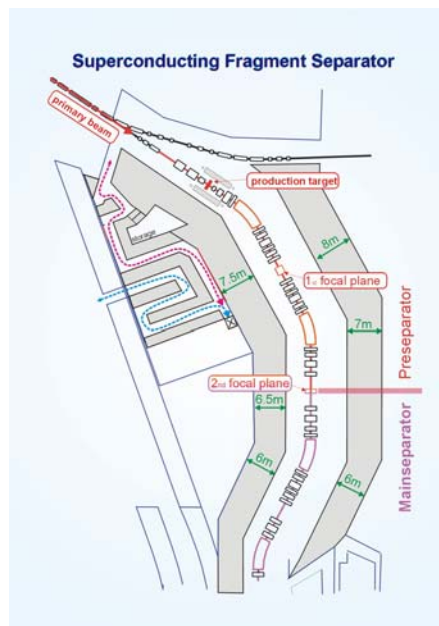 Superconducting Fragment Separator
primary beam
production target
storage
8m
7.5m
1st focal plane
7m
Preseparator
2nd focal plane
6.5m
Mainseparator
6m
6m